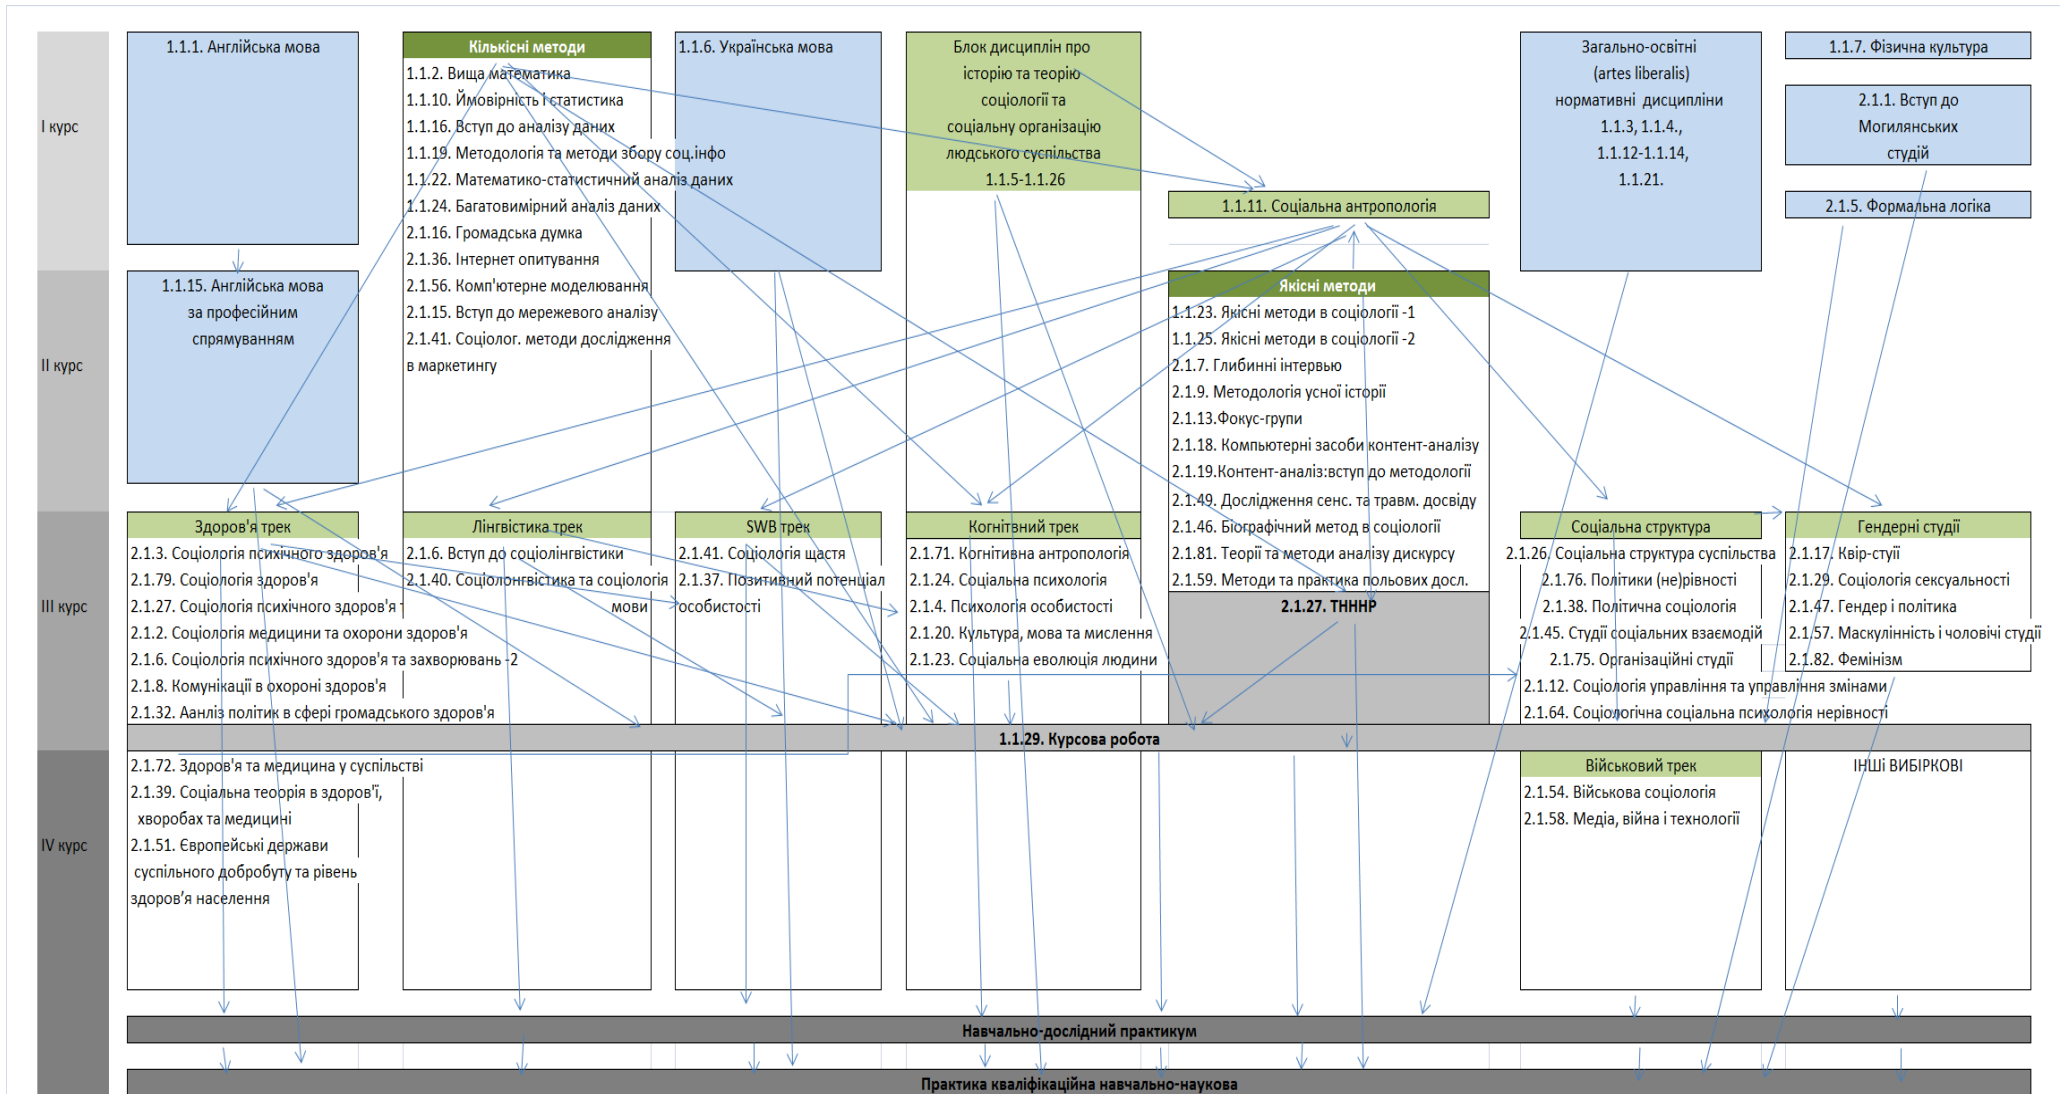 I курс
II курс
III курс
IV курс
1.1.1. Англійська мова
1.1.15. Англійська мова
за професійним
спрямуванням
Кількісні методи
1.1.2. Вища математика
1.1.10. Ймовірність і статистика
1.1.16. Вступ до аналізу даних
1.1.19. Методологія та методи збору соц.інфо
1.1.22. Математико-статистичний аналіз даних
1.1.24. Багатовимірний аналіз даних
2.1.16. Громадська думка
2.1.36. Інтернет опитування
2.1.56. Комп'ютерне моделювання
2.1.15. Вступ до мережевого аналізу
2.1.41. Соціолог. методи дослідження
в маркетингу
1.1.6. Українська мова
Блок дисциплін про
історію та теорію
соціології та
соціальну організацію
людського суспільства
1.1.5-1.1.26
1.1.11. Соціальна антропологія
Якісні методи
1.1.23. Якісні методи в соціології -1
1.1.25. Якісні методи в соціології -2
2.1.7. Глибинні інтервью
2.1.9. Методологія усної історії
2.1.13.Фокус-групи
2.1.18. Компьютерні засоби контент-аналізу
2.1.19.Контент-аналіз:вступ до методології
2.1.49. Дослідження сенс. та травм. досвіду
2.1.46. Біографічний метод в соціології
2.1.81. Теорії та методи аналізу дискурсу
2.1.59. Методи та практика польових досл.
2.1.27. ТНННР
Загально-освітні
(artes liberalis)
нормативні дисципліни
1.1.3, 1.1.4.,
1.1.12-1.1.14,
1.1.21.
1.1.7. Фізична культура
2.1.1. Вступ до
Могилянських
студій
2.1.5. Формальна логіка
Здоров'я трек
2.1.3. Соціологія психічного здоров'я
2.1.79. Соціологія здоров'я
2.1.27. Соціологія психічного здоров'я т
2.1.2. Соціологія медицини та охорони здоров'я
2.1.6. Соціологія психічного здоров'я та захворювань -2
2.1.8. Комунікації в охороні здоров'я
2.1.32. Аанліз політик в сфері громадського здоров'я
Лінгвістика трек
2.1.6. Вступ до соціолінгвістики
2.1.40. Соціолонгвістика та соціологія
мови
SWB трек
2.1.41. Соціологія щастя
2.1.37. Позитивний потенціал
особистості
Когнітвний трек
2.1.71. Когнітивна антропологія
2.1.24. Соціальна психологія
2.1.4. Психологія особистості
2.1.20. Культура, мова та мислення
2.1.23. Соціальна еволюція людини
Соціальна структура
2.1.26. Соціальна структура суспільства
2.1.76. Політики (не)рівності
2.1.38. Політична соціологія
2.1.45. Студії соціальних взаємодій
2.1.75. Організаційні студії
2.1.12. Соціологія управління та управління змінами
2.1.64. Соціологічна соціальна психологія нерівності
Гендерні студії
2.1.17. Квір-стуії
2.1.29. Соціологія сексуальності
2.1.47. Гендер і політика
2.1.57. Маскулінність і чоловічі студії
2.1.82. Фемінізм
1.1.29. Курсова робота
2.1.72. Здоров'я та медицина у суспільстві
2.1.39. Соціальна теоорія в здоров'ї,
хворобах та медицині
2.1.51. Європейські держави
суспільного добробуту та рівень
здоров'я населення
Військовий трек
2.1.54. Військова соціологія
2.1.58. Медіа, війна і технології
ІНШі ВИБІРКОВІ
Навчально-дослідний практикум
Практика кваліфікаційна навчально-наукова